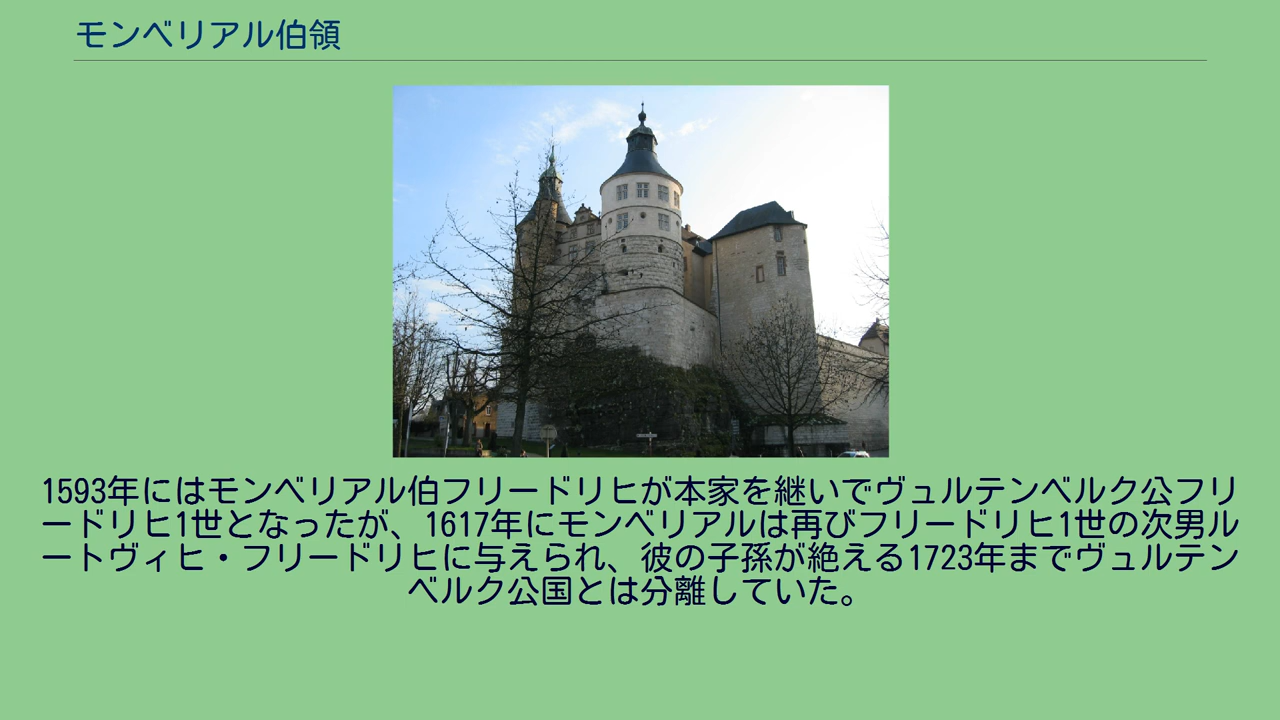 モンベリアル伯領
1593年にはモンベリアル伯フリードリヒが本家を継いでヴュルテンベルク公フリ
ードリヒ1世となったが、1617年にモンベリアルは再びフリードリヒ1世の次男ル
ートヴィヒ・フリードリヒに与えられ、彼の子孫が絶える1723年までヴュルテン
ベルク公国とは分離していた。